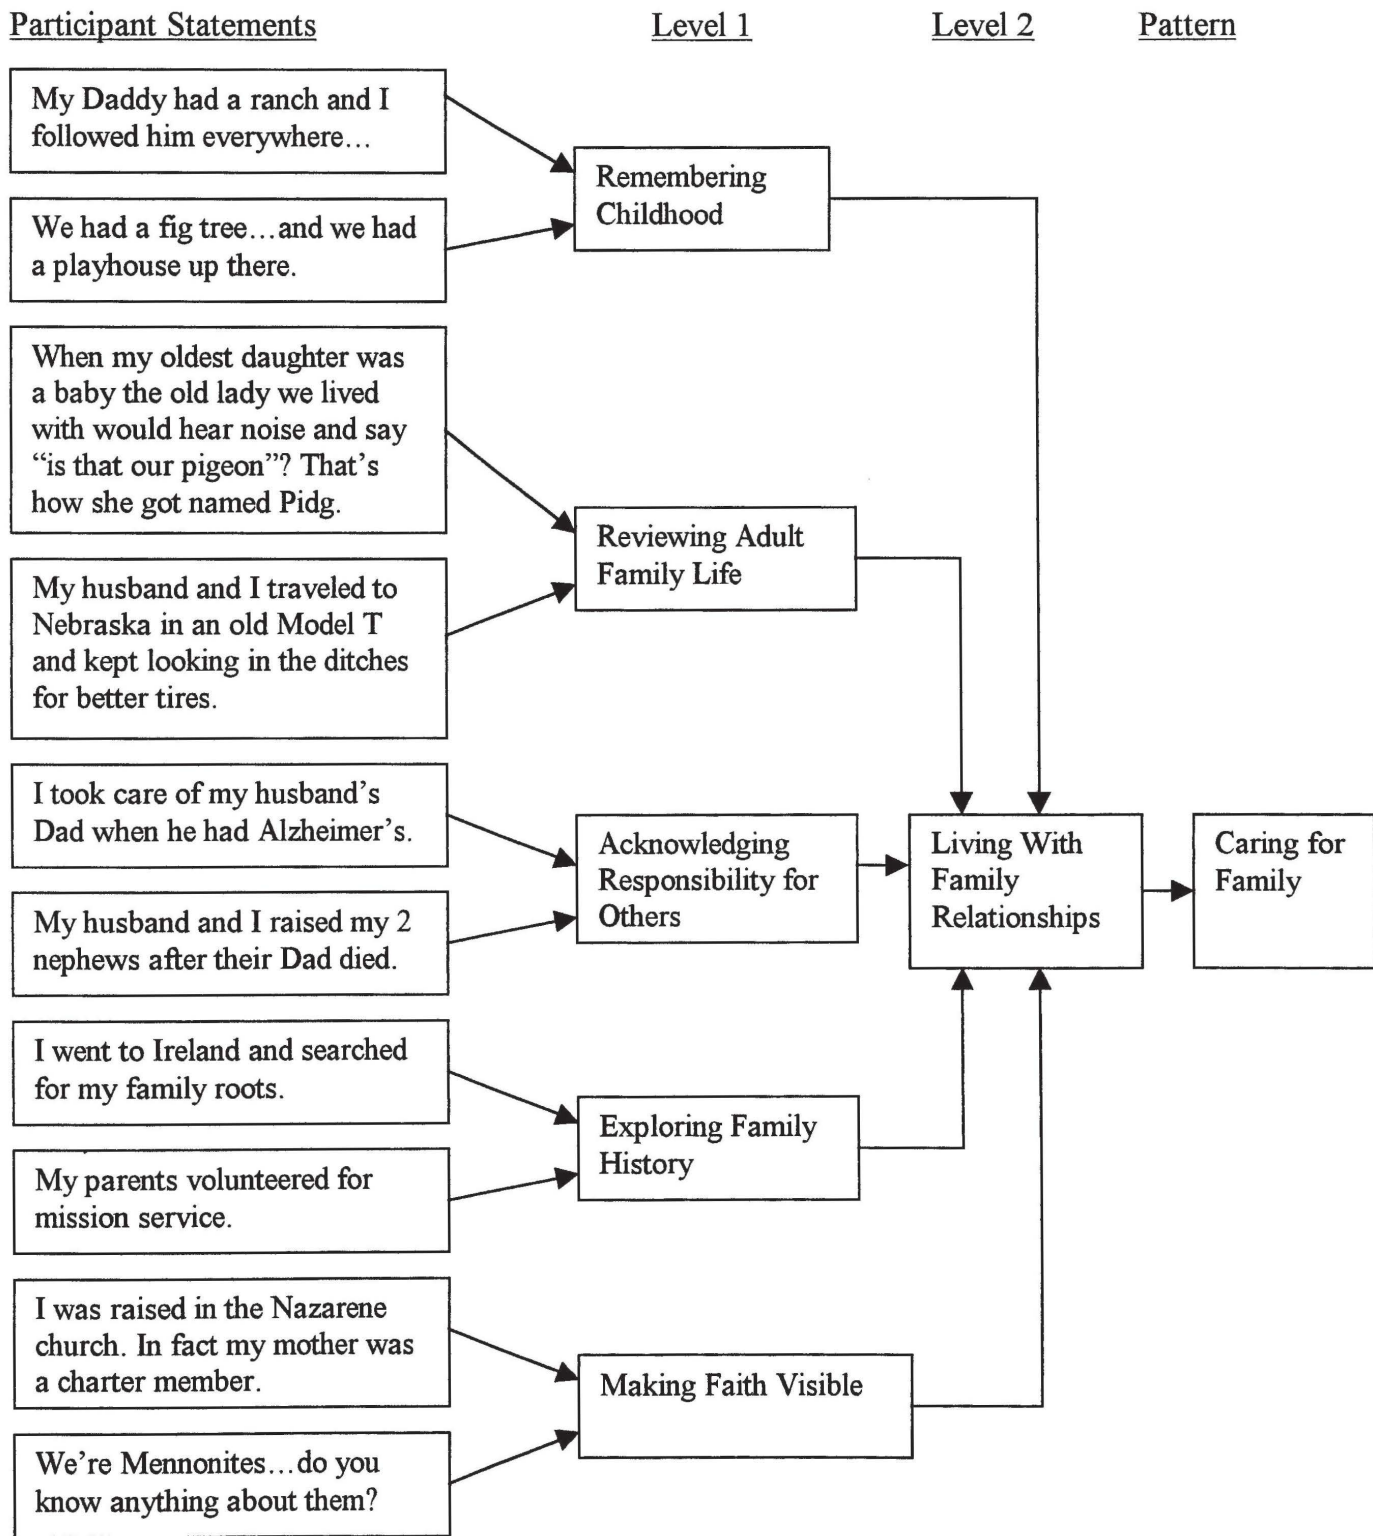 Participant Statements
Level 1
Level 2
Pattern
My Daddy had a ranch and I
followed him everywhere…
We had a fig tree…and we had
a playhouse up there.
Remembering
Childhood
When my oldest daughter was
a baby the old lady we lived
with would hear noise and say
“is that our pigeon”? That’s
how she got named Pidg.
My husband and I traveled to
Nebraska in an old Model T
and kept looking in the ditches
for better tires.
Reviewing Adult
Family Life
I took care of my husband’s
Dad when he had Alzheimer’s.
My husband and I raised my 2
nephews after their Dad died.
Acknowledging
Responsibility for
Others
Living With
Family
Relationships
Caring for
Family
I went to Ireland and searched
for my family roots.
My parents volunteered for
mission service.
Exploring Family
History
I was raised in the Nazarene
church. In fact my mother was
a charter member.
We’re Mennonites…do you
know anything about them?
Making Faith Visible